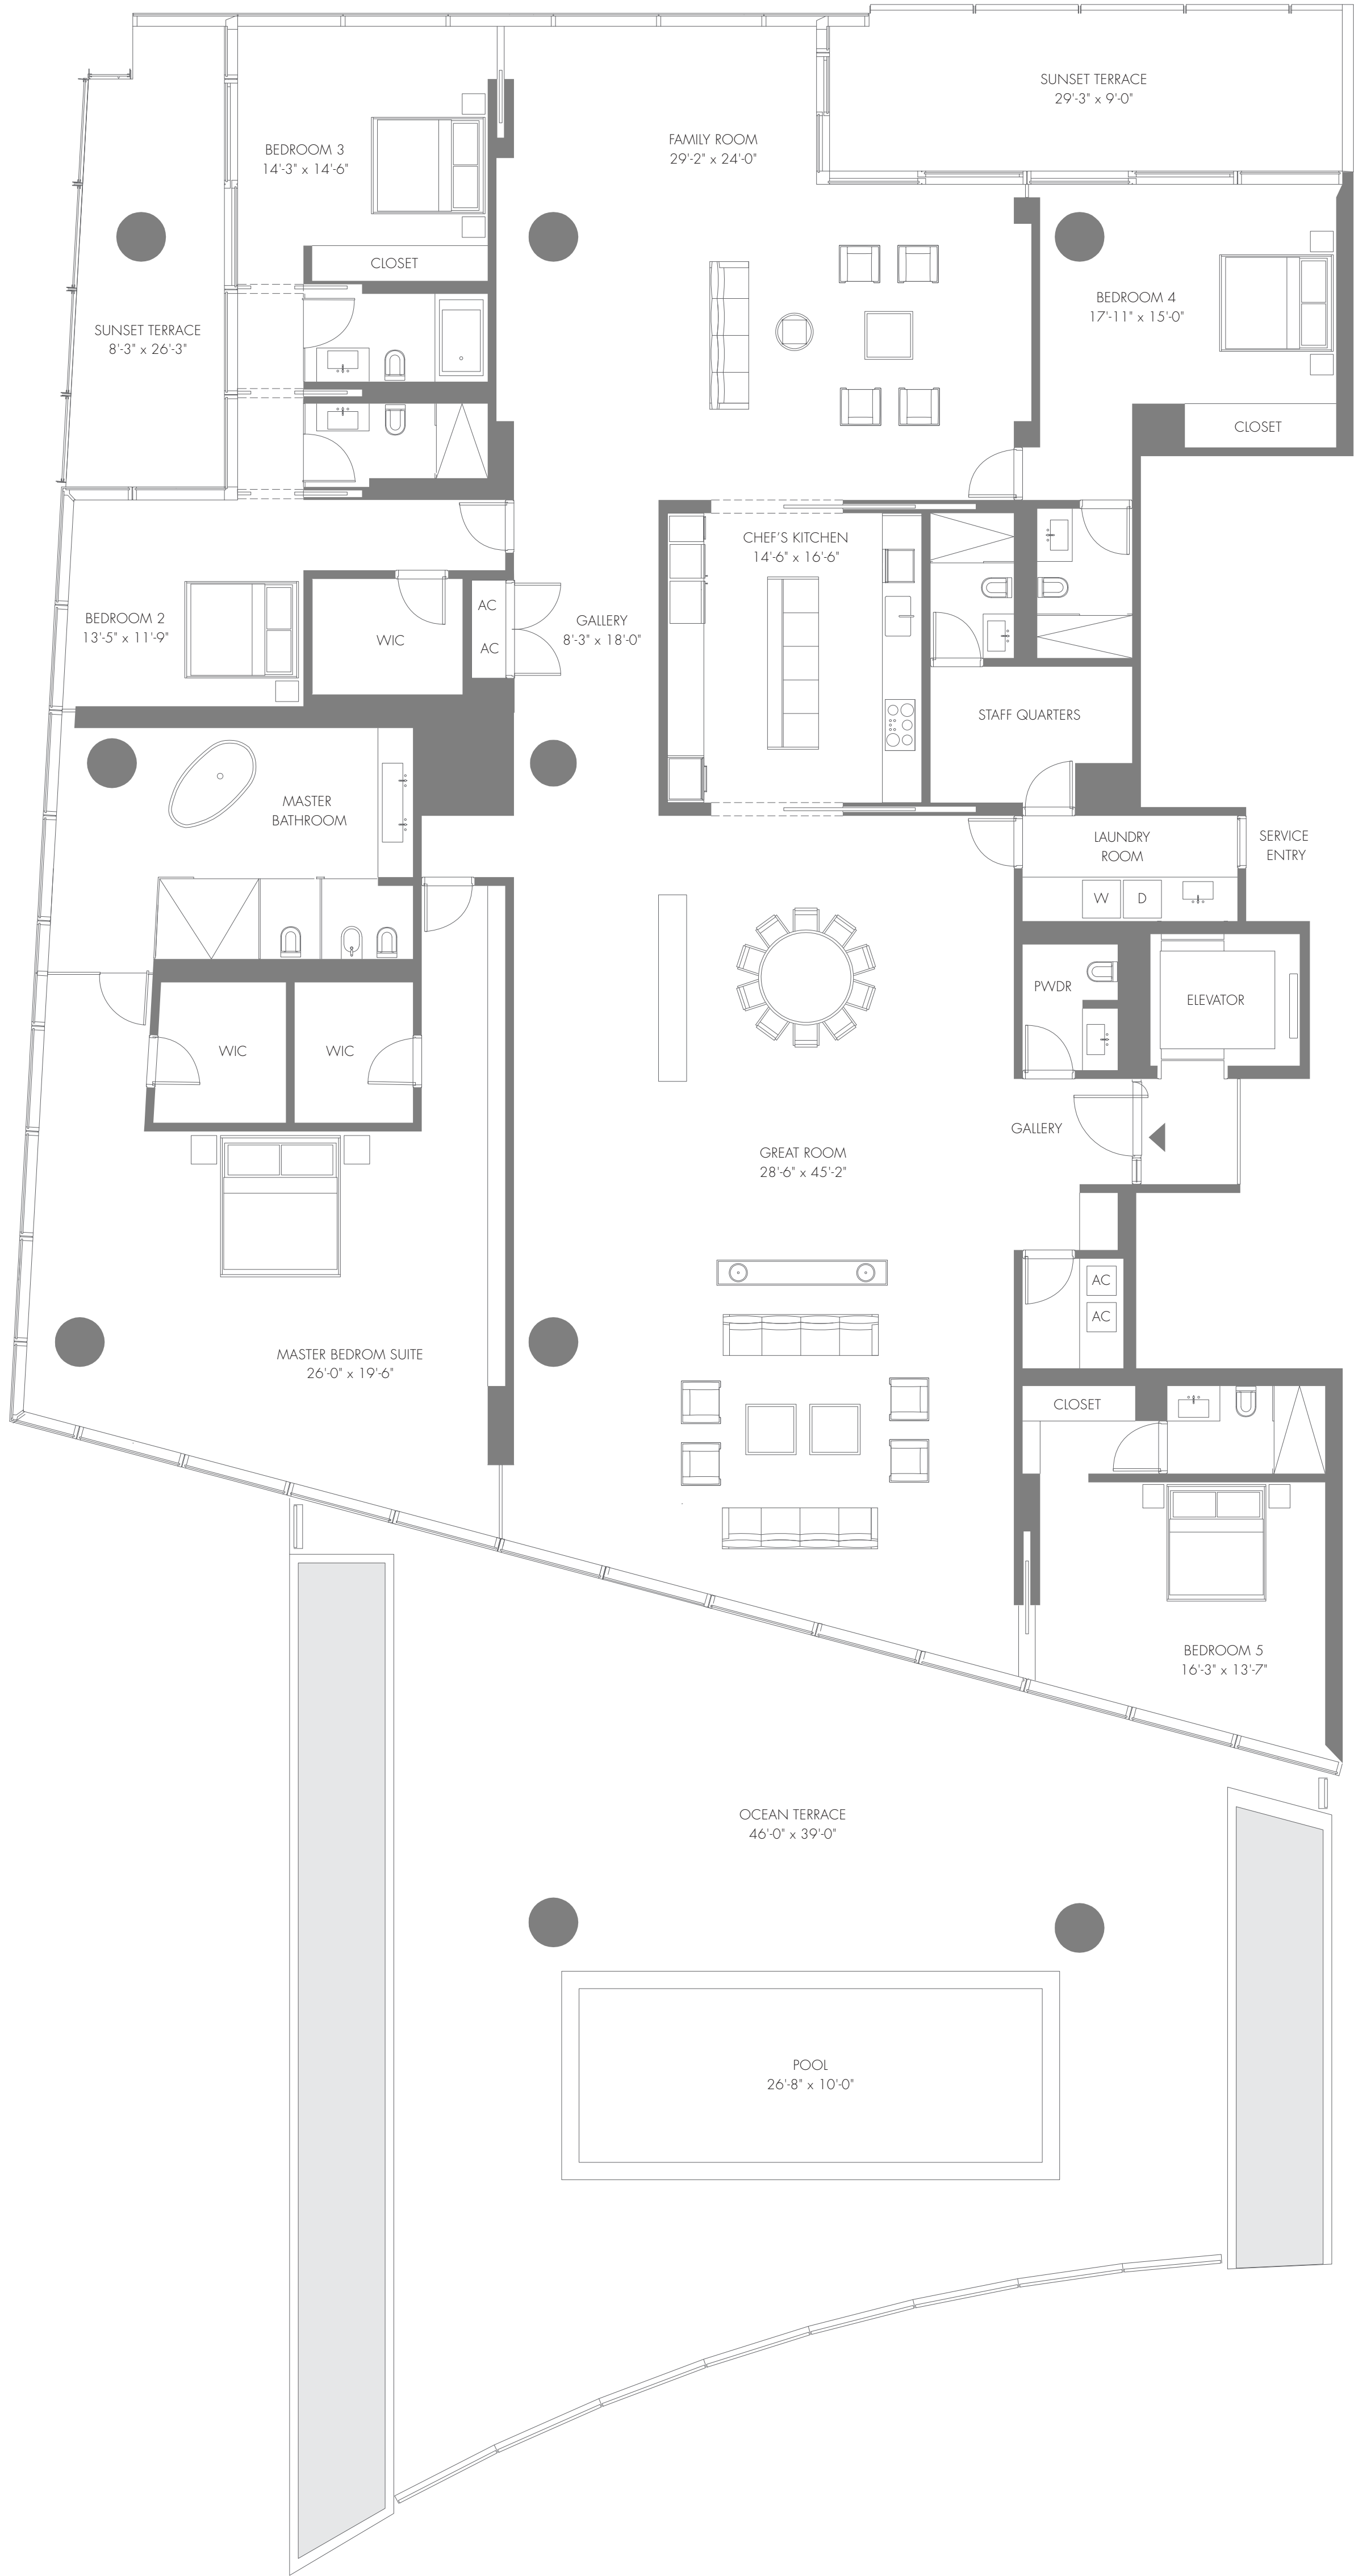 SUNSET TERRACE
29'-3" x 9'-0"
FAMILY ROOM
29'-2" x 24'-0"
BEDROOM 3
14'-3" x 14'-6"
CLOSET
BEDROOM 4
17'-11" x 15'-0"
SUNSET TERRACE
8'-3" x 26'-3"
CLOSET
CHEF'S KITCHEN
14'-6" x 16'-6"
BEDROOM 2
13'-5" x 11'-9"
WIC
AC
AC
GALLERY
8'-3" x 18'-0"
STAFF QUARTERS
MASTER
BATHROOM
LAUNDRY
ROOM
SERVICE
ENTRY
W
D
PWDR
ELEVATOR
WIC
WIC
GALLERY
GREAT ROOM
28'-6" x 45'-2"
AC
AC
MASTER BEDROM SUITE
26'-0" x 19'-6"
CLOSET
BEDROOM 5
16'-3" x 13'-7"
OCEAN TERRACE
46'-0" x 39'-0"
POOL
26'-8" x 10'-0"